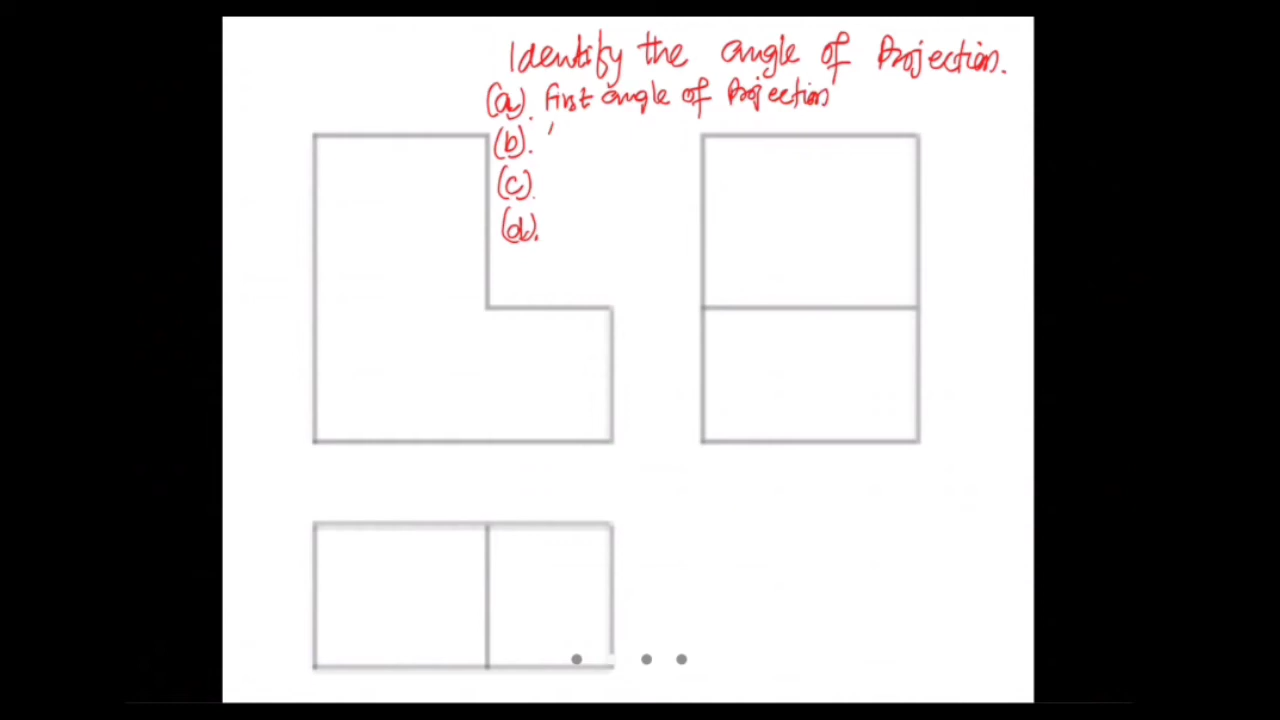 Identify the angle of Projection.
(a). First angle of Projection
(b).
(c).
(d).